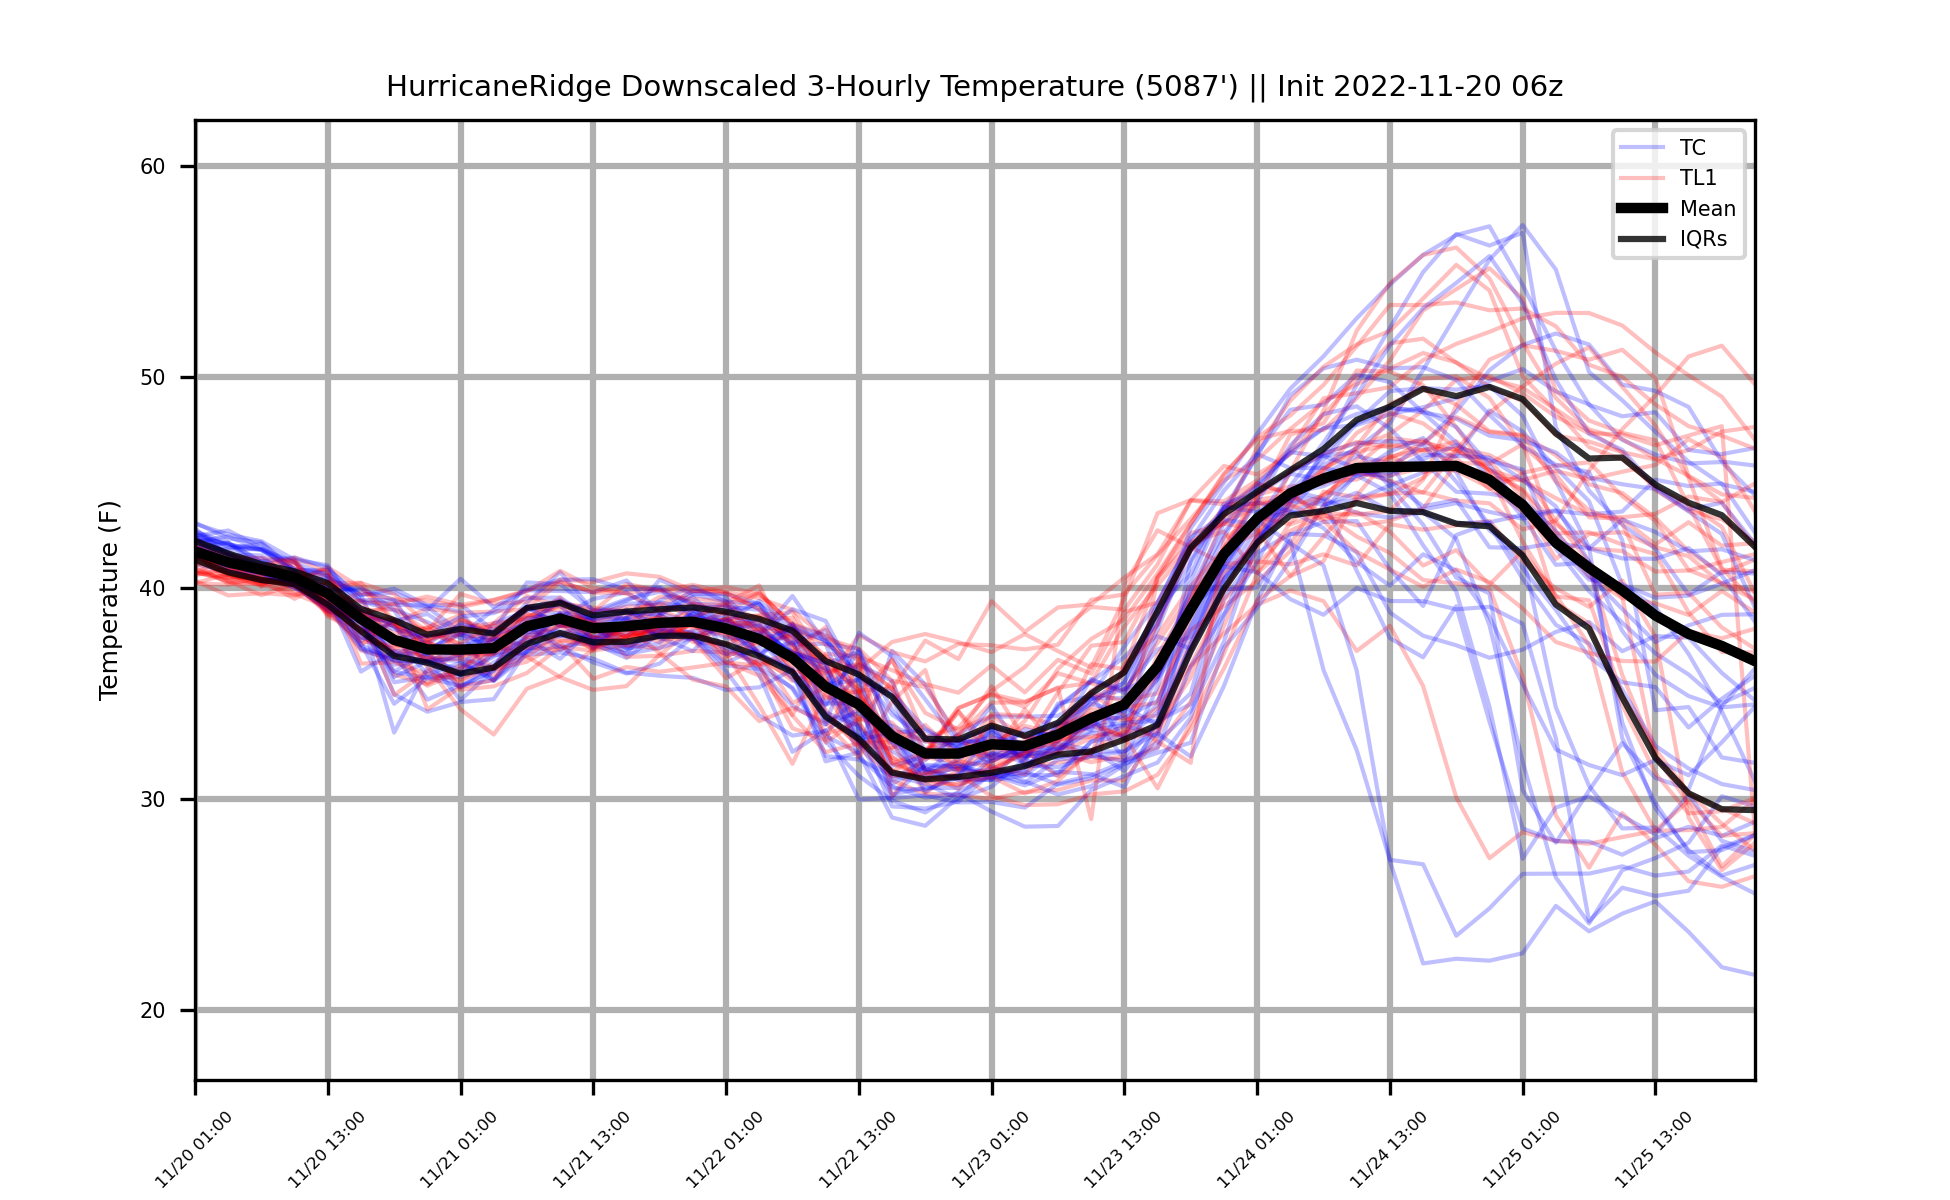 HurricaneRidge Downscaled 3-Hourly Temperature (5087') || Init 2022-11-20 06z
TC
TL1
Mean
IQRs
Temperature (F)
60
50
40
30
20
11/20 01:00
11/20 13:00
11/21 01:00
11/21 13:00
11/22 01:00
11/22 13:00
11/23 01:00
11/23 13:00
11/24 01:00
11/24 13:00
11/25 01:00
11/25 13:00